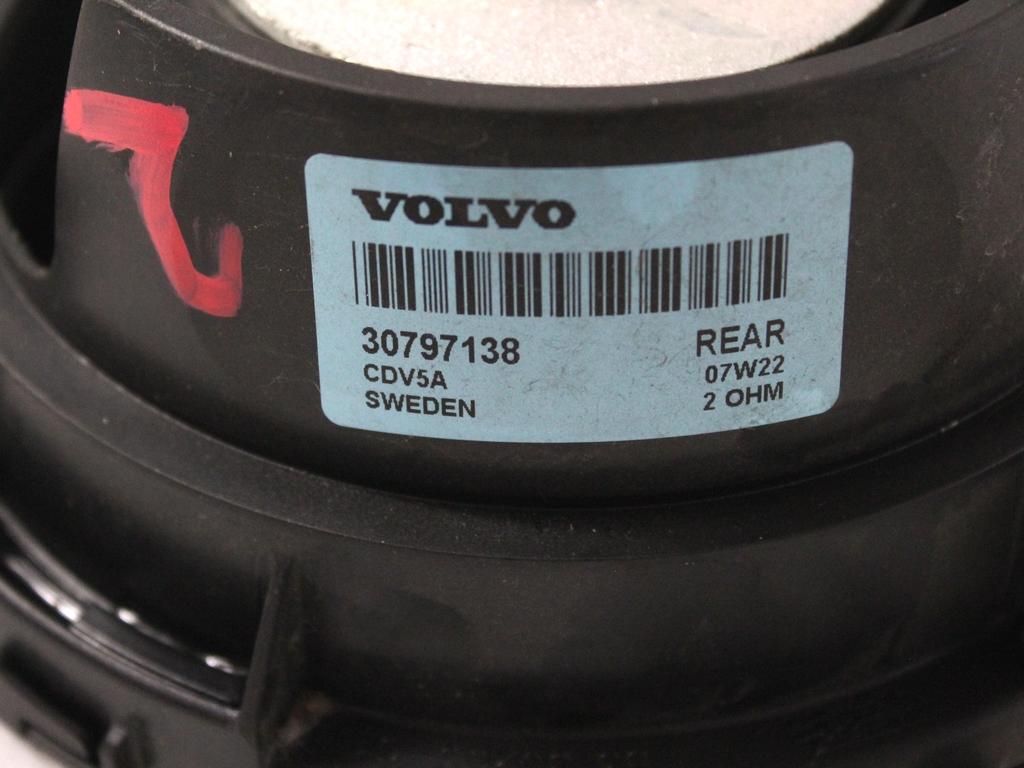 VOLVO
30797138
CDV5A
SWEDEN
REAR
07W22
2 OHM